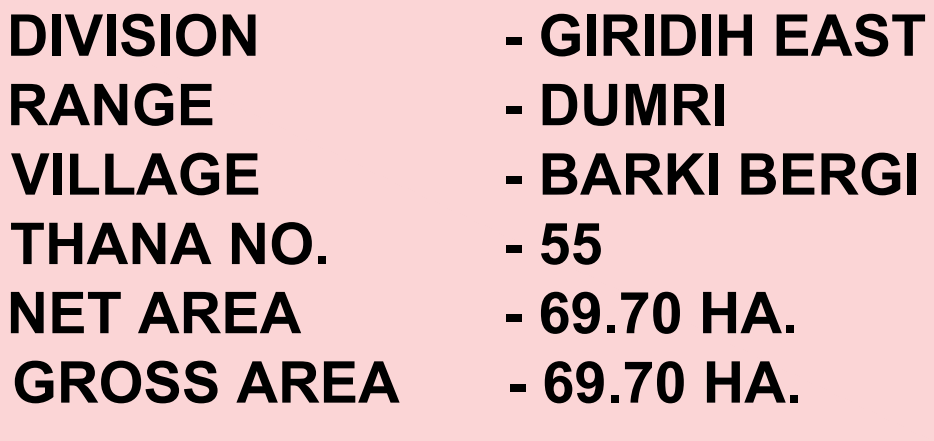 DIVISION - GIRIDIH EAST
RANGE - DUMRI
VILLAGE - BARKI BERGI
THANA NO. - 55
NET AREA - 69.70 HA.
GROSS AREA - 69.70 HA.